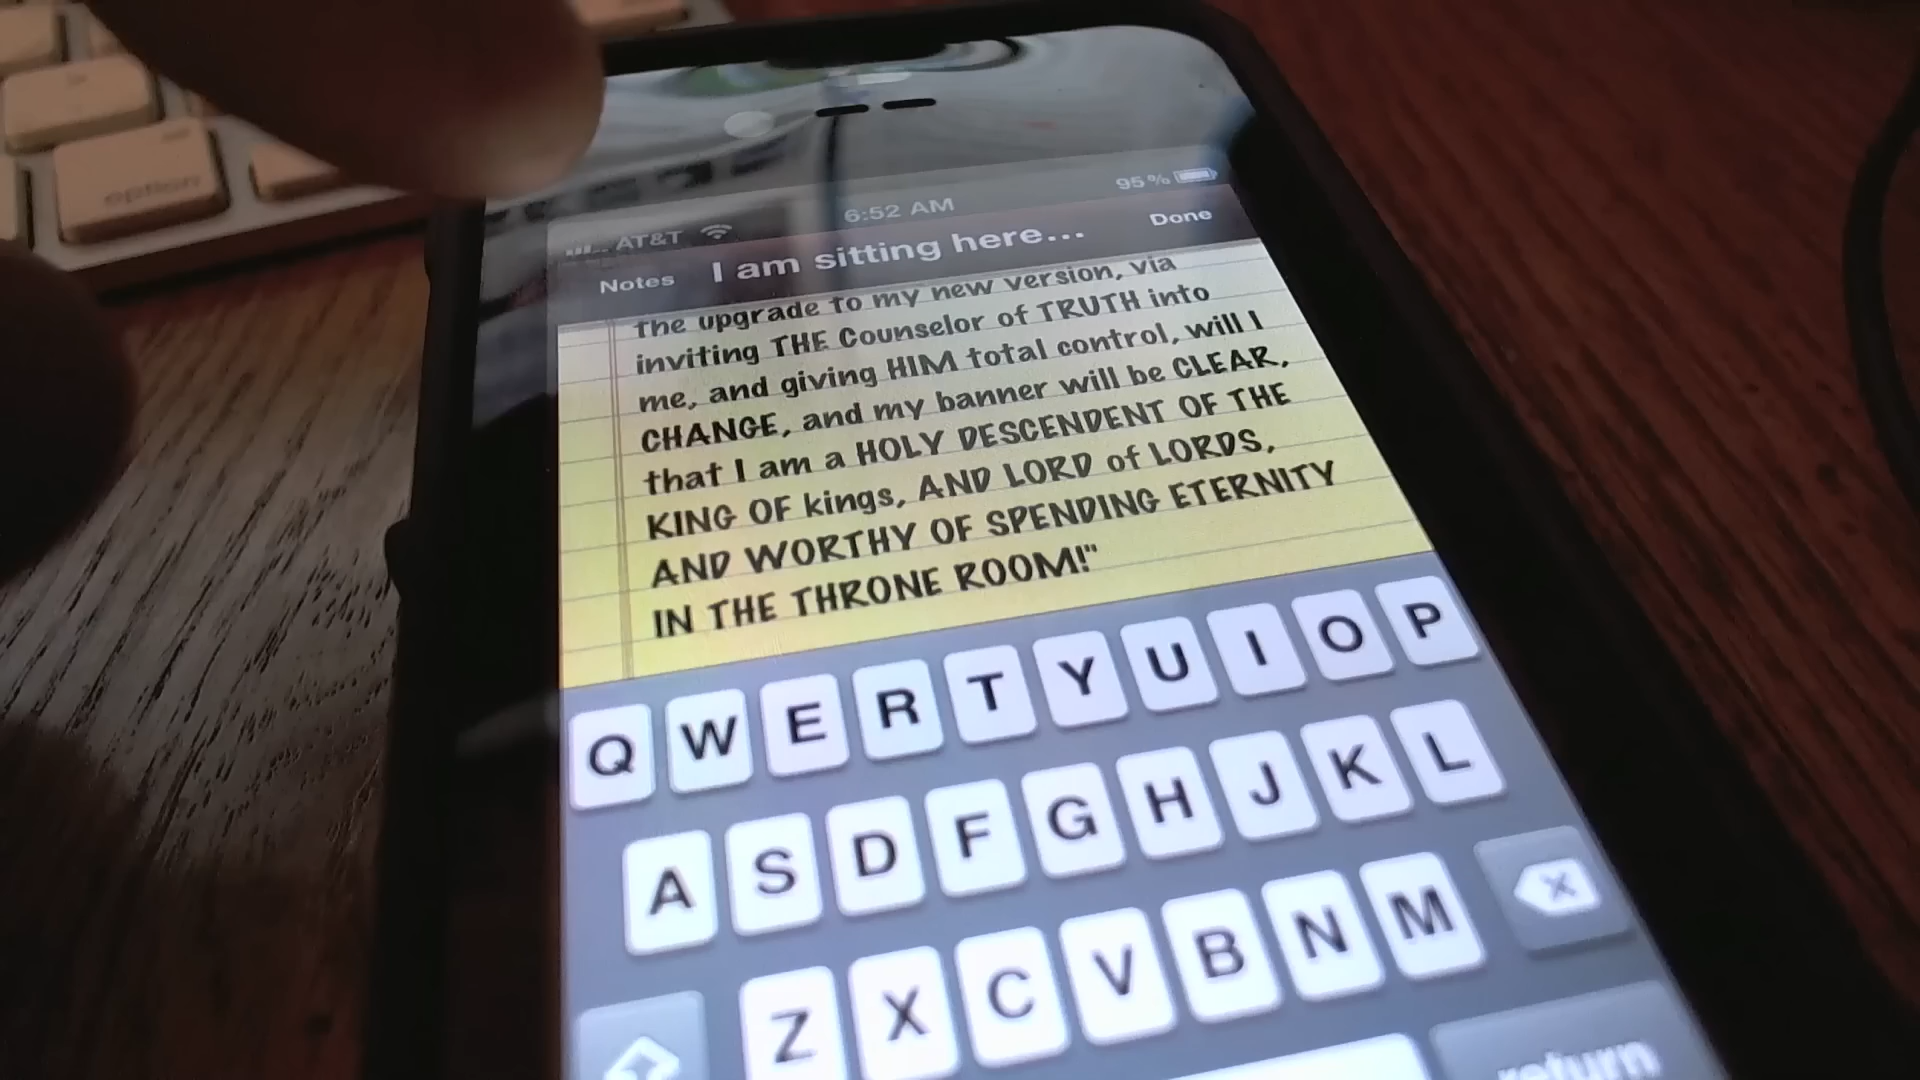 option
AT&T 6:52 AM 95%
Notes I am sitting here... Done
the upgrade to my new version, via
inviting THE Counselor of TRUTH into
me, and giving HIM total control, will I
CHANGE, and my banner will be CLEAR,
that I am a HOLY DESCENDENT OF THE
KING OF kings, AND LORD of LORDS,
AND WORTHY OF SPENDING ETERNITY
IN THE THRONE ROOM!"
Q W E R T Y U I O P
A S D F G H J K L
Z X C V B N M
return